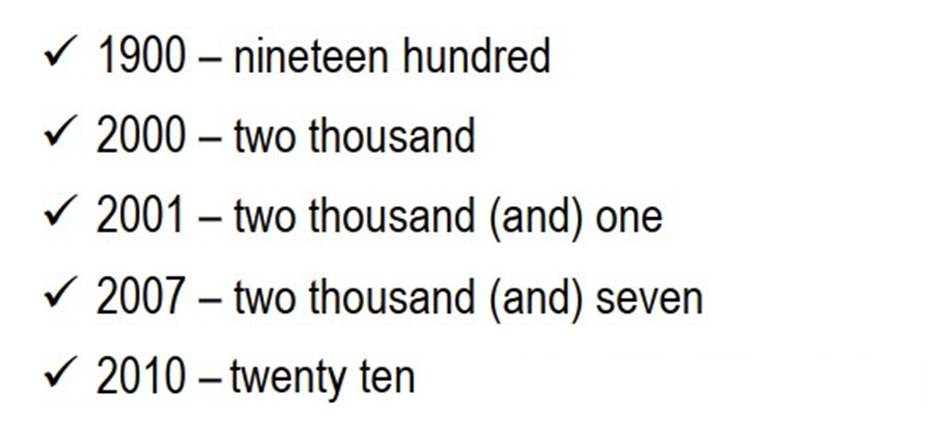 ✓ 1900 – nineteen hundred
✓ 2000 – two thousand
✓ 2001 – two thousand (and) one
✓ 2007 – two thousand (and) seven
✓ 2010 – twenty ten